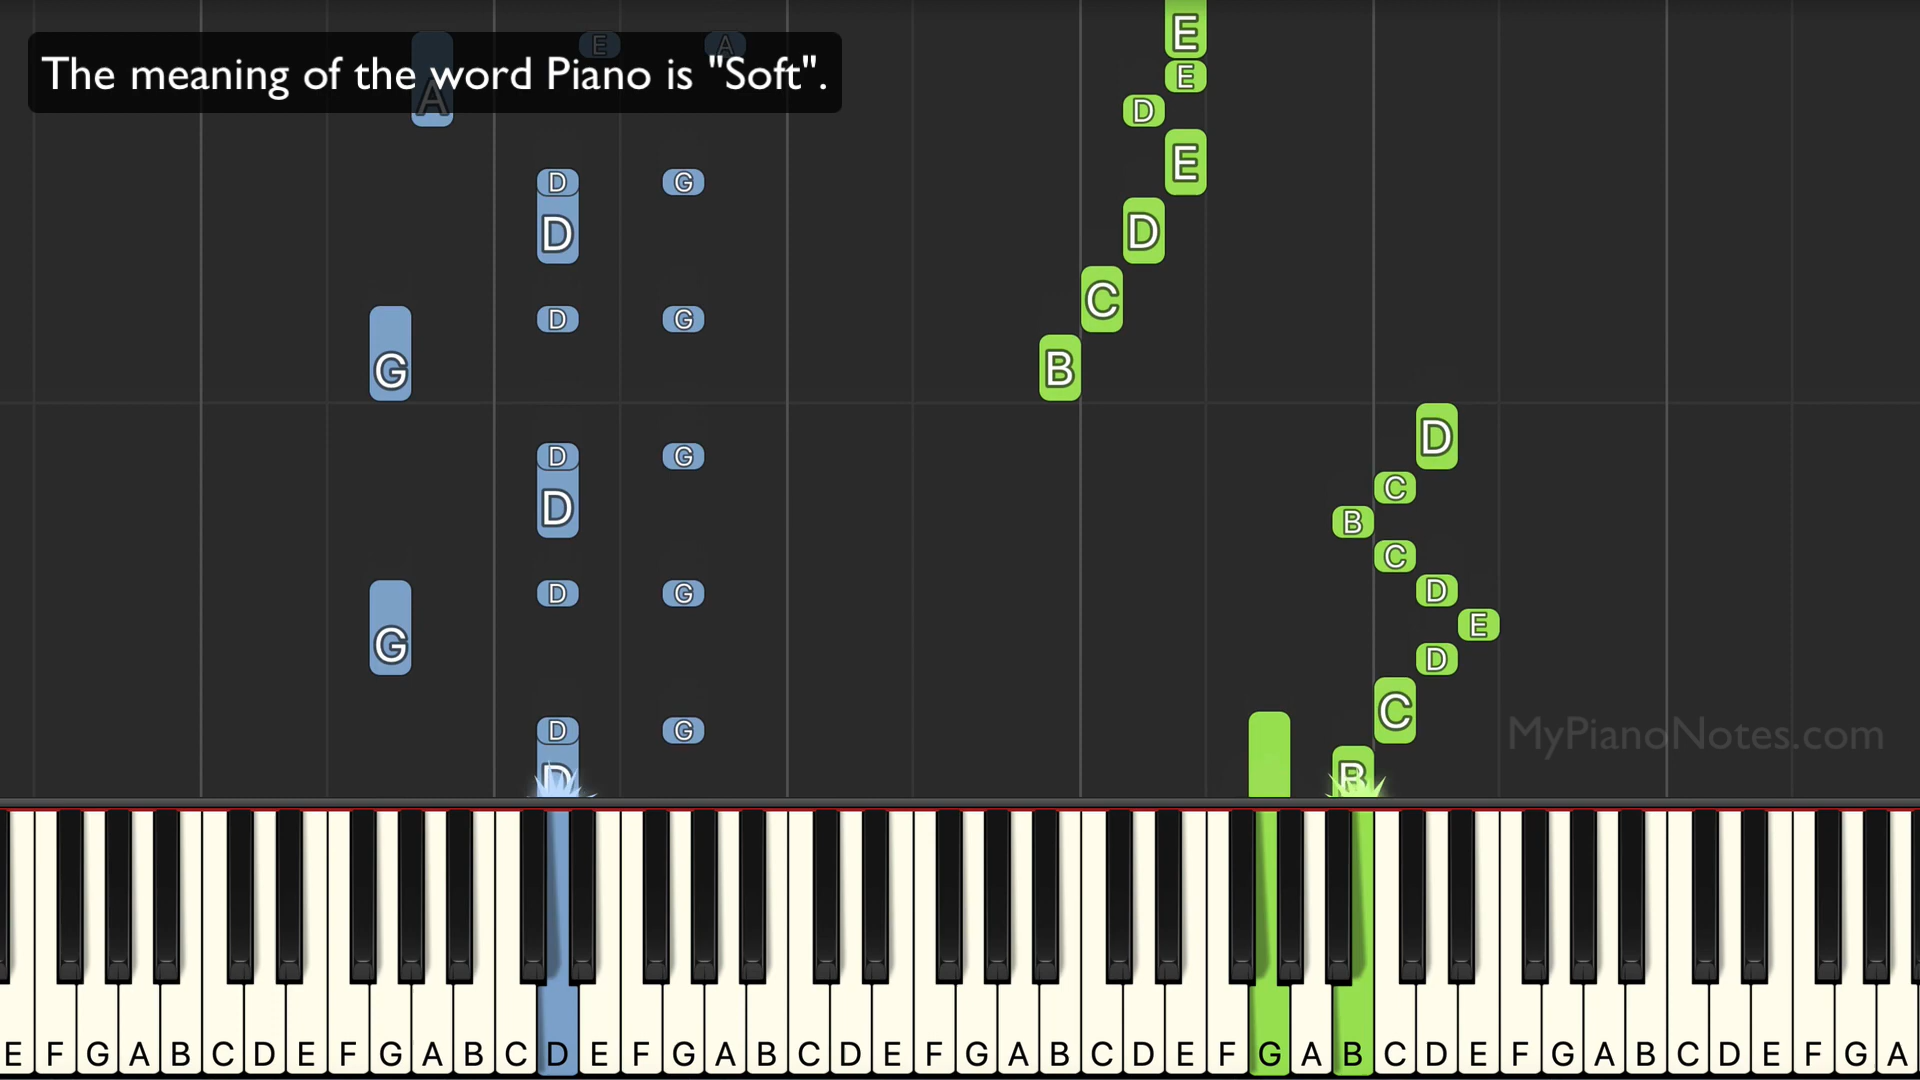 The meaning of the word Piano is "Soft".
E A E
A E
D
D G E
D D
C
D G
G B
D
D G C
D B
C
D G D
G E
D
D G C
D B
MyPianoNotes.com
E F G A B C D E F G A B C D E F G A B C D E F G A B C D E F G A B C D E F G A B C D E F G A